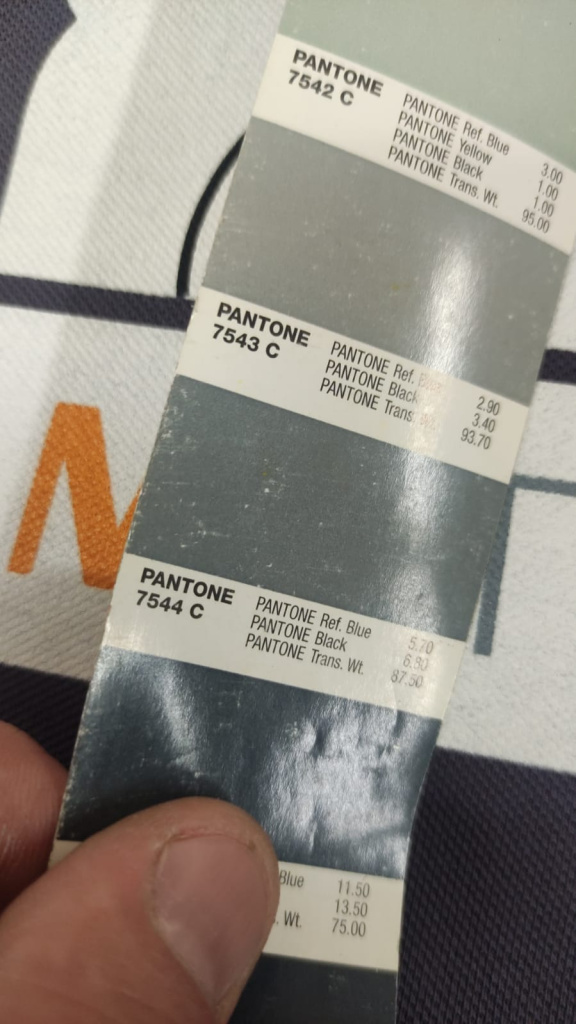 PANTONE
7542 C
PANTONE Ref. Blue 3.00
PANTONE Yellow 1.00
PANTONE Black 1.00
PANTONE Trans. Wt. 95.00
PANTONE
7543 C
PANTONE Ref. Blue 2.90
PANTONE Black 3.40
PANTONE Trans. Wt. 93.70
PANTONE
7544 C
PANTONE Ref. Blue 5.70
PANTONE Black 6.80
PANTONE Trans. Wt. 87.50
Blue 11.50
13.50
. Wt. 75.00
M